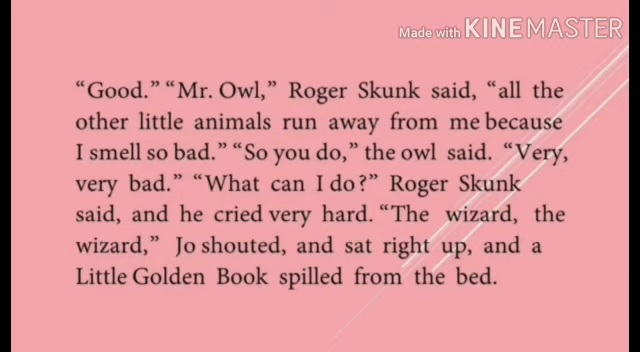 Made with KINEMASTER
“Good.” “Mr. Owl,” Roger Skunk said, “all the
other little animals run away from me because
I smell so bad.” “So you do,” the owl said. “Very,
very bad.” “What can I do?” Roger Skunk
said, and he cried very hard. “The wizard, the
wizard,” Jo shouted, and sat right up, and a
Little Golden Book spilled from the bed.